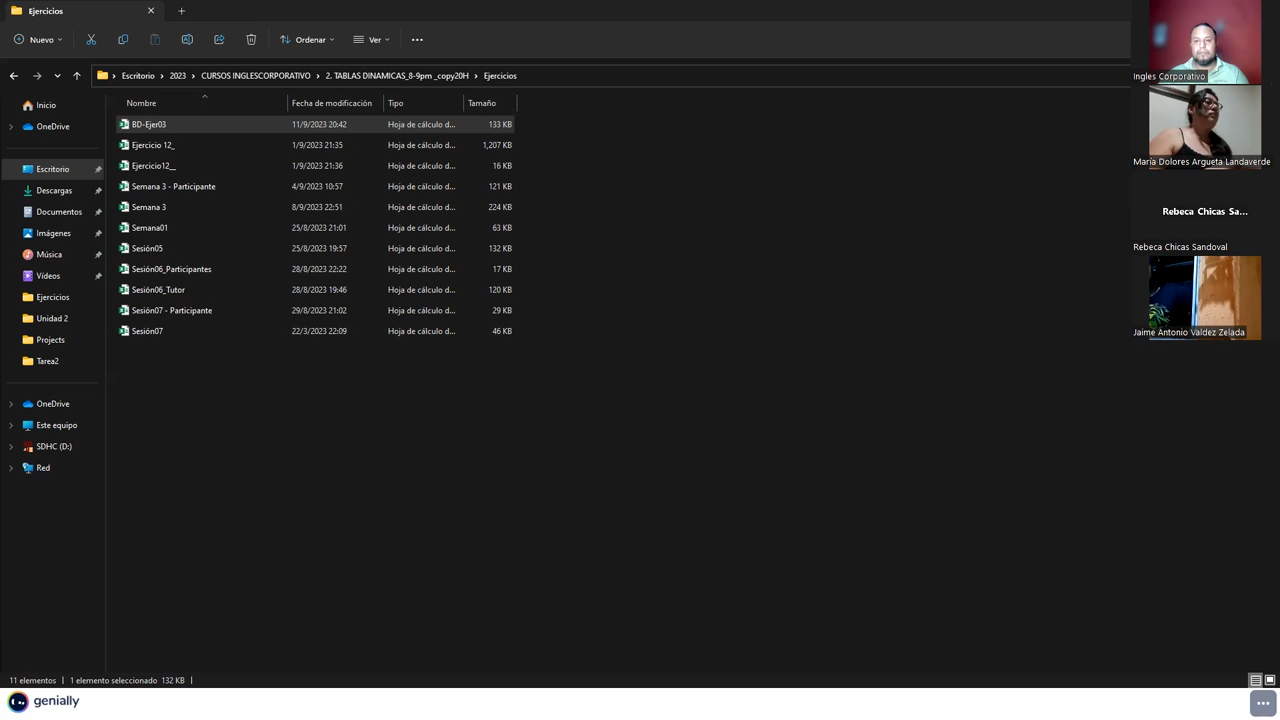 Ejercicios
Nuevo
Ordenar
Ver
Escritorio
2023
CURSOS INGLESCORPORATIVO
2. TABLAS DINAMICAS_8-9pm _copy20H
Ejercicios
Nombre
Fecha de modificación
Tipo
Tamaño
BD-Ejer03 11/9/2023 20:42 Hoja de cálculo d... 133 KB
Ejercicio 12_ 1/9/2023 21:35 Hoja de cálculo d... 1,207 KB
Ejercicio12__ 1/9/2023 21:36 Hoja de cálculo d... 16 KB
Semana 3 - Participante 4/9/2023 10:57 Hoja de cálculo d... 121 KB
Semana 3 8/9/2023 22:51 Hoja de cálculo d... 224 KB
Semana01 25/8/2023 21:01 Hoja de cálculo d... 63 KB
Sesión05 25/8/2023 19:57 Hoja de cálculo d... 132 KB
Sesión06_Participantes 28/8/2023 22:22 Hoja de cálculo d... 17 KB
Sesión06_Tutor 28/8/2023 19:46 Hoja de cálculo d... 120 KB
Sesión07 - Participante 29/8/2023 21:02 Hoja de cálculo d... 29 KB
Sesión07 22/3/2023 22:09 Hoja de cálculo d... 46 KB
Inicio
OneDrive
Escritorio
Descargas
Documentos
Imágenes
Música
Vídeos
Ejercicios
Unidad 2
Projects
Tarea2
OneDrive
Este equipo
SDHC (D:)
Red
11 elementos
1 elemento seleccionado 132 KB
genially
Ingles Corporativo
María Dolores Argueta Landaverde
Rebeca Chicas Sa...
Rebeca Chicas Sandoval
Jaime Antonio Valdez Zelada